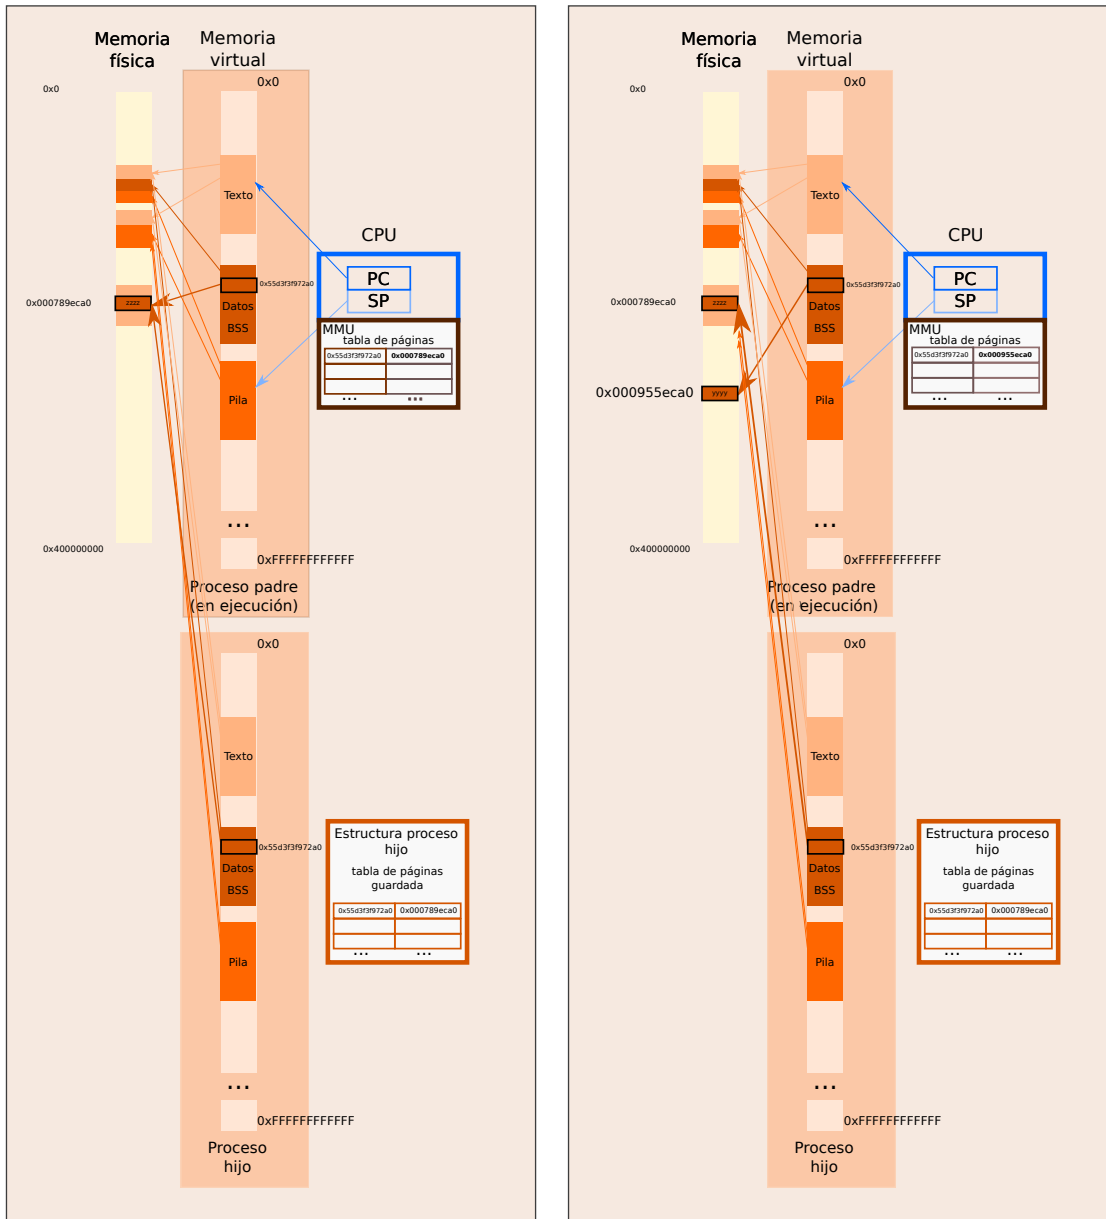 Memoria
física
Memoria
virtual
0x0
0x0
Texto
CPU
PC
SP
0x55d3f3f972a0
0x000789eca0
zzzz
Datos
BSS
MMU
tabla de páginas
0x55d3f3f972a0
0x000789eca0
...
...
Pila
...
0x400000000
0xFFFFFFFFFFFF
Proceso padre
(en ejecución)
0x0
Texto
Estructura proceso
hijo
0x55d3f3f972a0
Datos
BSS
tabla de páginas
guardada
0x55d3f3f972a0
0x000789eca0
...
...
Pila
...
0xFFFFFFFFFFFF
Proceso
hijo
Memoria
física
Memoria
virtual
0x0
0x0
Texto
CPU
PC
SP
0x55d3f3f972a0
0x000789eca0
zzzz
Datos
BSS
MMU
tabla de páginas
0x55d3f3f972a0
0x000955eca0
...
...
0x000955eca0
yyyy
Pila
...
0x400000000
0xFFFFFFFFFFFF
Proceso padre
(en ejecución)
0x0
Texto
Estructura proceso
hijo
0x55d3f3f972a0
Datos
BSS
tabla de páginas
guardada
0x55d3f3f972a0
0x000789eca0
...
...
Pila
...
0xFFFFFFFFFFFF
Proceso
hijo